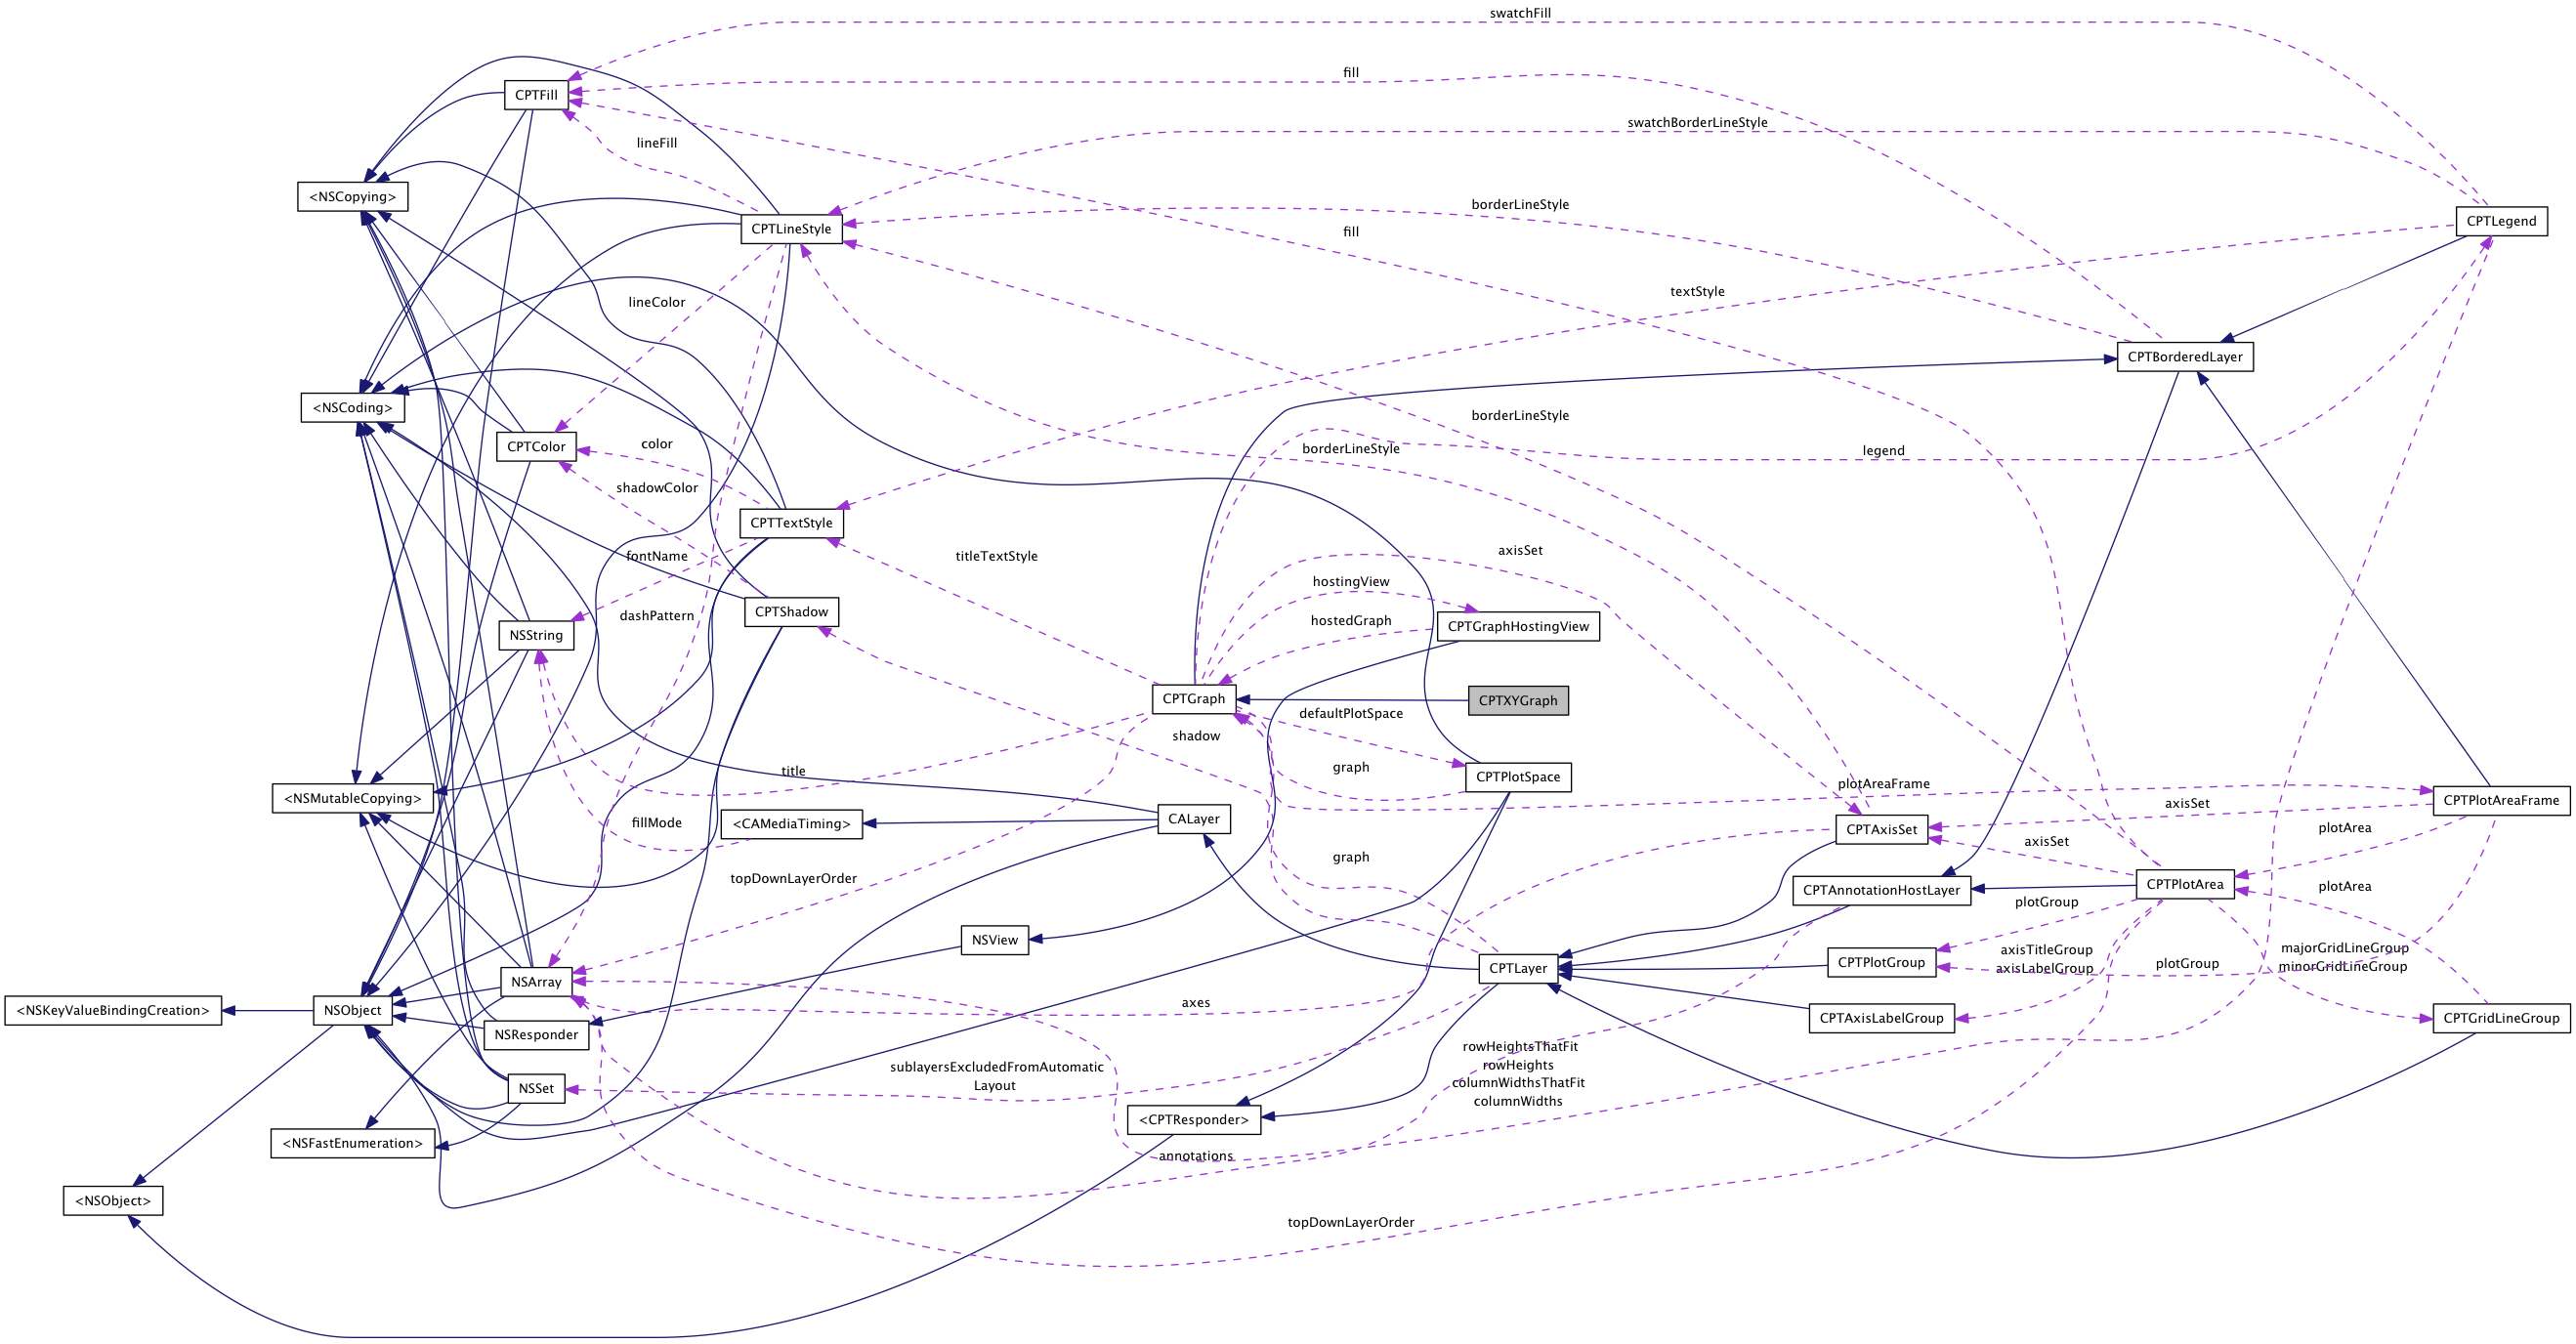 swatchFill
fill
CPTFill
swatchBorderLineStyle
lineFill
<NSCopying>
borderLineStyle
CPTLegend
CPTLineStyle
fill
textStyle
lineColor
CPTBorderedLayer
<NSCoding>
borderLineStyle
CPTColor
color
borderLineStyle
legend
shadowColor
CPTTextStyle
axisSet
fontName
titleTextStyle
hostingView
CPTShadow
dashPattern
hostedGraph
CPTGraphHostingView
NSString
CPTGraph
CPTXYGraph
defaultPlotSpace
shadow
title
graph
CPTPlotSpace
plotAreaFrame
<NSMutableCopying>
CPTPlotAreaFrame
axisSet
fillMode
<CAMediaTiming>
CALayer
CPTAxisSet
plotArea
axisSet
graph
topDownLayerOrder
CPTAnnotationHostLayer
CPTPlotArea
plotArea
plotGroup
NSView
axisTitleGroup
axisLabelGroup
majorGridLineGroup
minorGridLineGroup
CPTLayer
CPTPlotGroup
plotGroup
NSArray
axes
<NSKeyValueBindingCreation>
NSObject
CPTAxisLabelGroup
CPTGridLineGroup
NSResponder
rowHeightsThatFit
rowHeights
columnWidthsThatFit
columnWidths
sublayersExcludedFromAutomatic
Layout
NSSet
<CPTResponder>
<NSFastEnumeration>
annotations
<NSObject>
topDownLayerOrder